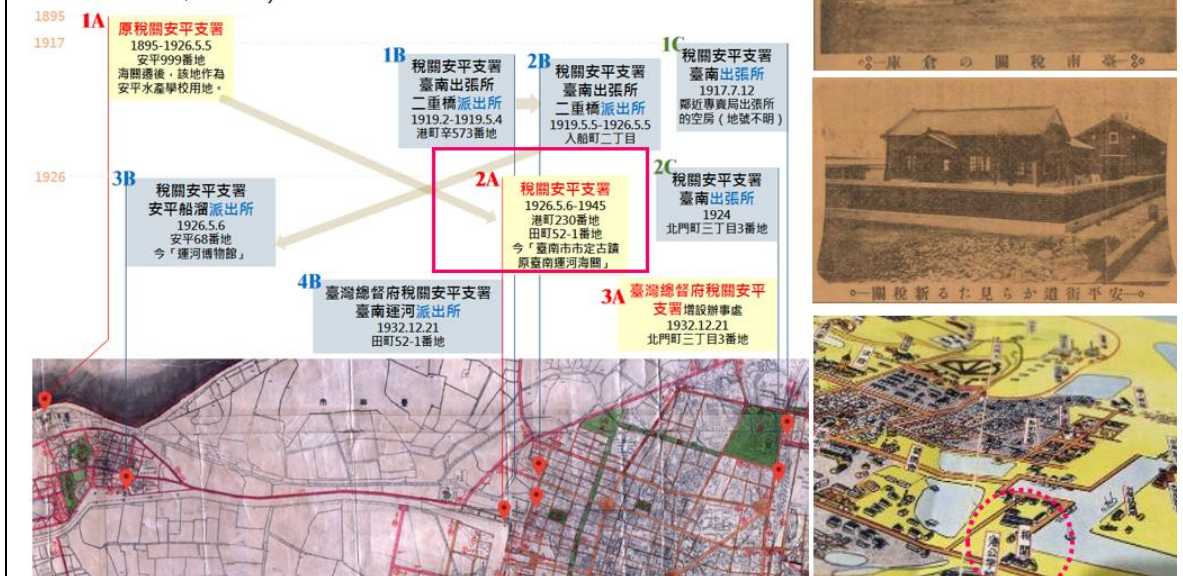 1895
1917
1926
1A
原稅關安平支署
1895-1926.5.5
安平999番地
海關遷後，該地作為
安平水產學校用地。
1B
稅關安平支署
臺南出張所
二重橋派出所
1919.2-1919.5.4
港町辛573番地
2B
稅關安平支署
臺南出張所
二重橋派出所
1919.5.5-1926.5.5
入船町二丁目
1C
稅關安平支署
臺南出張所
1917.7.12
鄰近專賣局出張所
的空房（地號不明）
3B
稅關安平支署
安平船溜派出所
1926.5.6
安平68番地
今「運河博物館」
2A
稅關安平支署
1926.5.6-1945
港町230番地
田町52-1番地
今「臺南市市定古蹟
原臺南運河海關」
2C
稅關安平支署
臺南出張所
1924
北門町三丁目3番地
4B
臺灣總督府稅關安平支署
臺南運河派出所
1932.12.21
田町52-1番地
3A
臺灣總督府稅關安平
支署增設辦事處
1932.12.21
北門町三丁目3番地
庫倉の關稅南臺
關稅新るた見らか道街平安
稅關